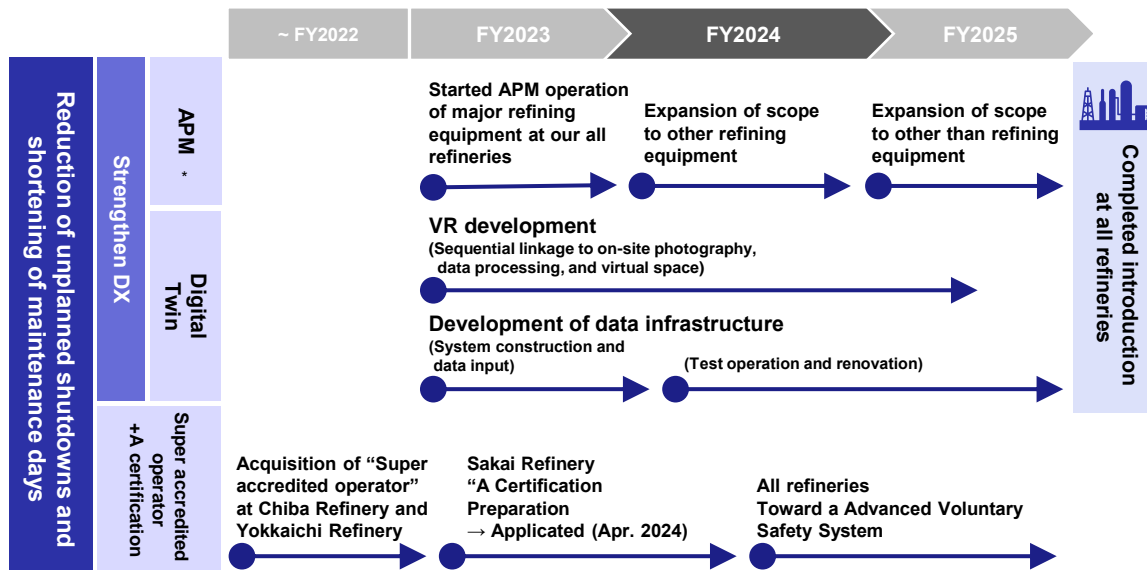 ~ FY2022
FY2023
FY2024
FY2025
Reduction of unplanned shutdowns and
shortening of maintenance days
Strengthen DX
APM *
Started APM operation
of major refining
equipment at our all
refineries
Expansion of scope
to other refining
equipment
Expansion of scope
to other than refining
equipment
Digital
Twin
VR development
(Sequential linkage to on-site photography,
data processing, and virtual space)
Development of data infrastructure
(System construction and
data input)
(Test operation and renovation)
Completed introduction
at all refineries
Super accredited
operator
+A certification
Acquisition of “Super
accredited operator”
at Chiba Refinery and
Yokkaichi Refinery
Sakai Refinery
“A Certification
Preparation
→ Applicated (Apr. 2024)
All refineries
Toward a Advanced Voluntary
Safety System